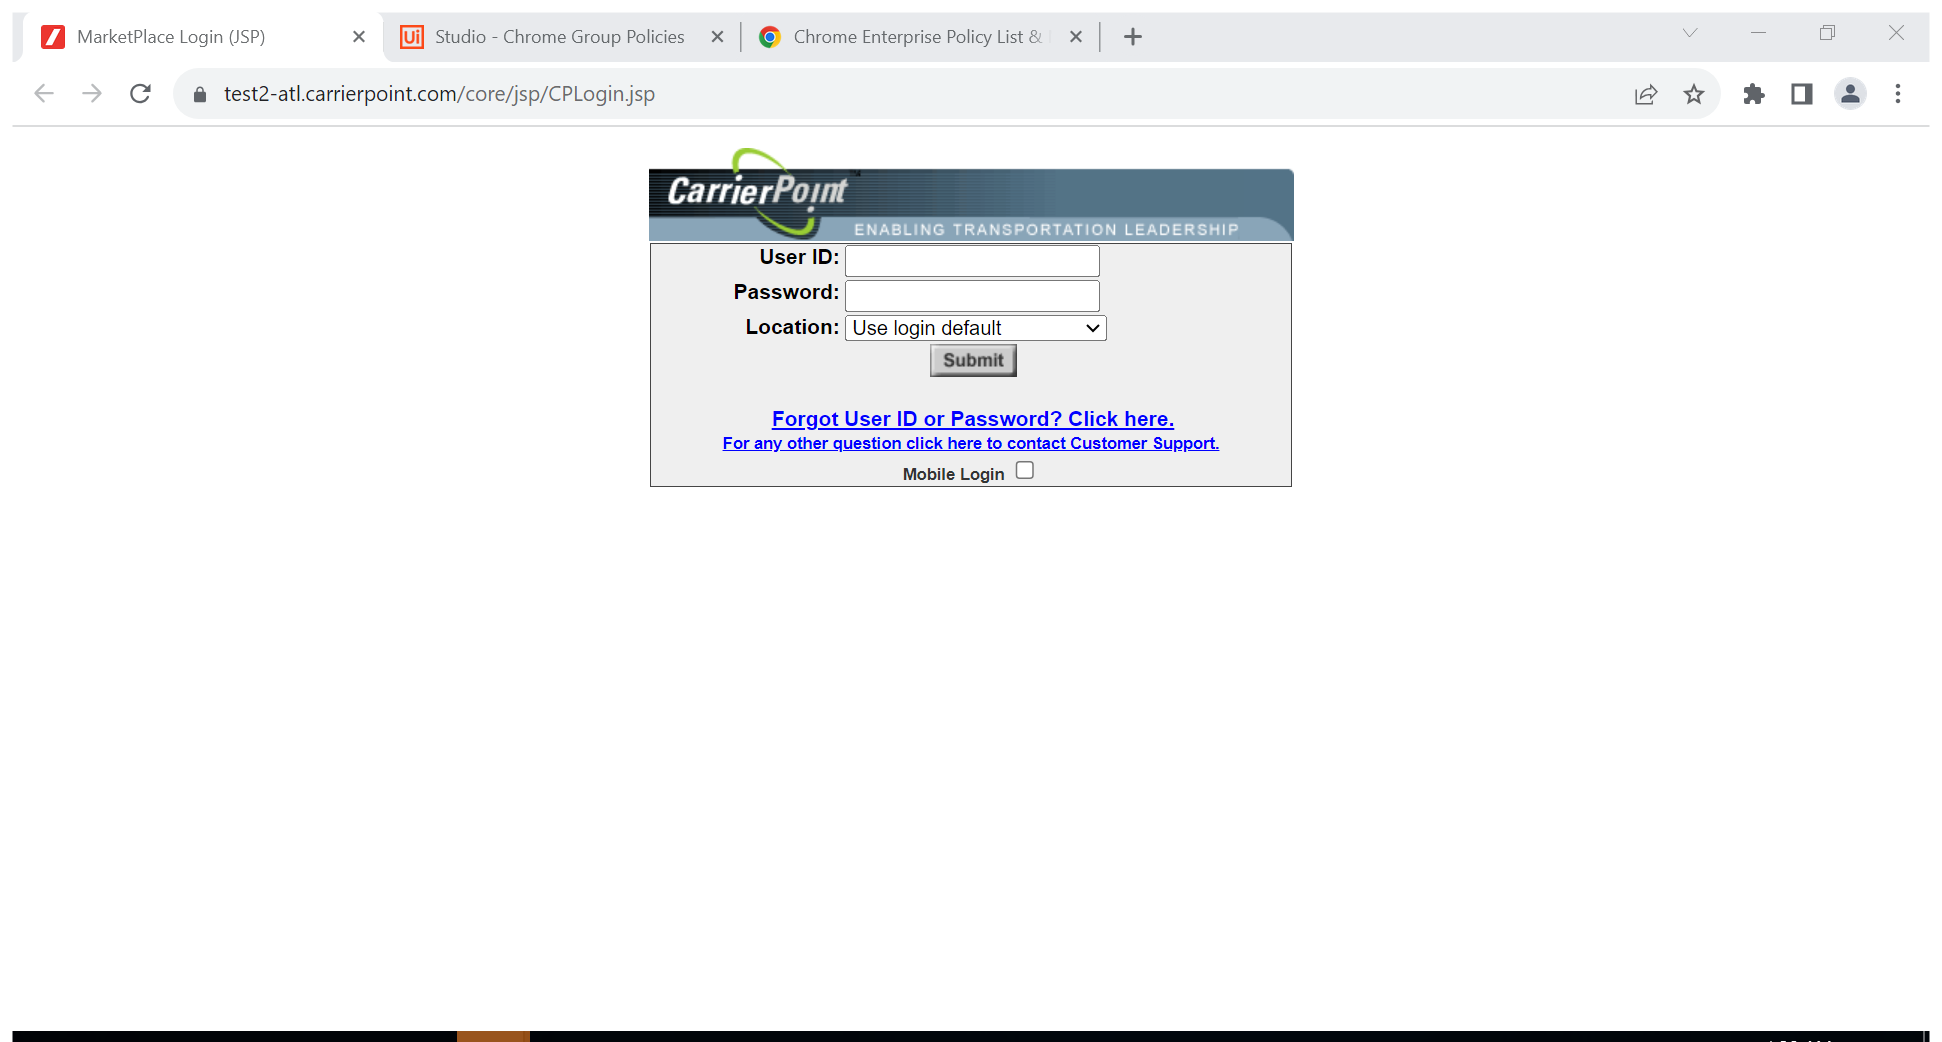 MarketPlace Login (JSP)
Studio - Chrome Group Policies
Chrome Enterprise Policy List &
test2-atl.carrierpoint.com/core/jsp/CPLogin.jsp
CarrierPoint
ENABLING TRANSPORTATION LEADERSHIP
User ID:
Password:
Location: Use login default
Submit
Forgot User ID or Password? Click here.
For any other question click here to contact Customer Support.
Mobile Login